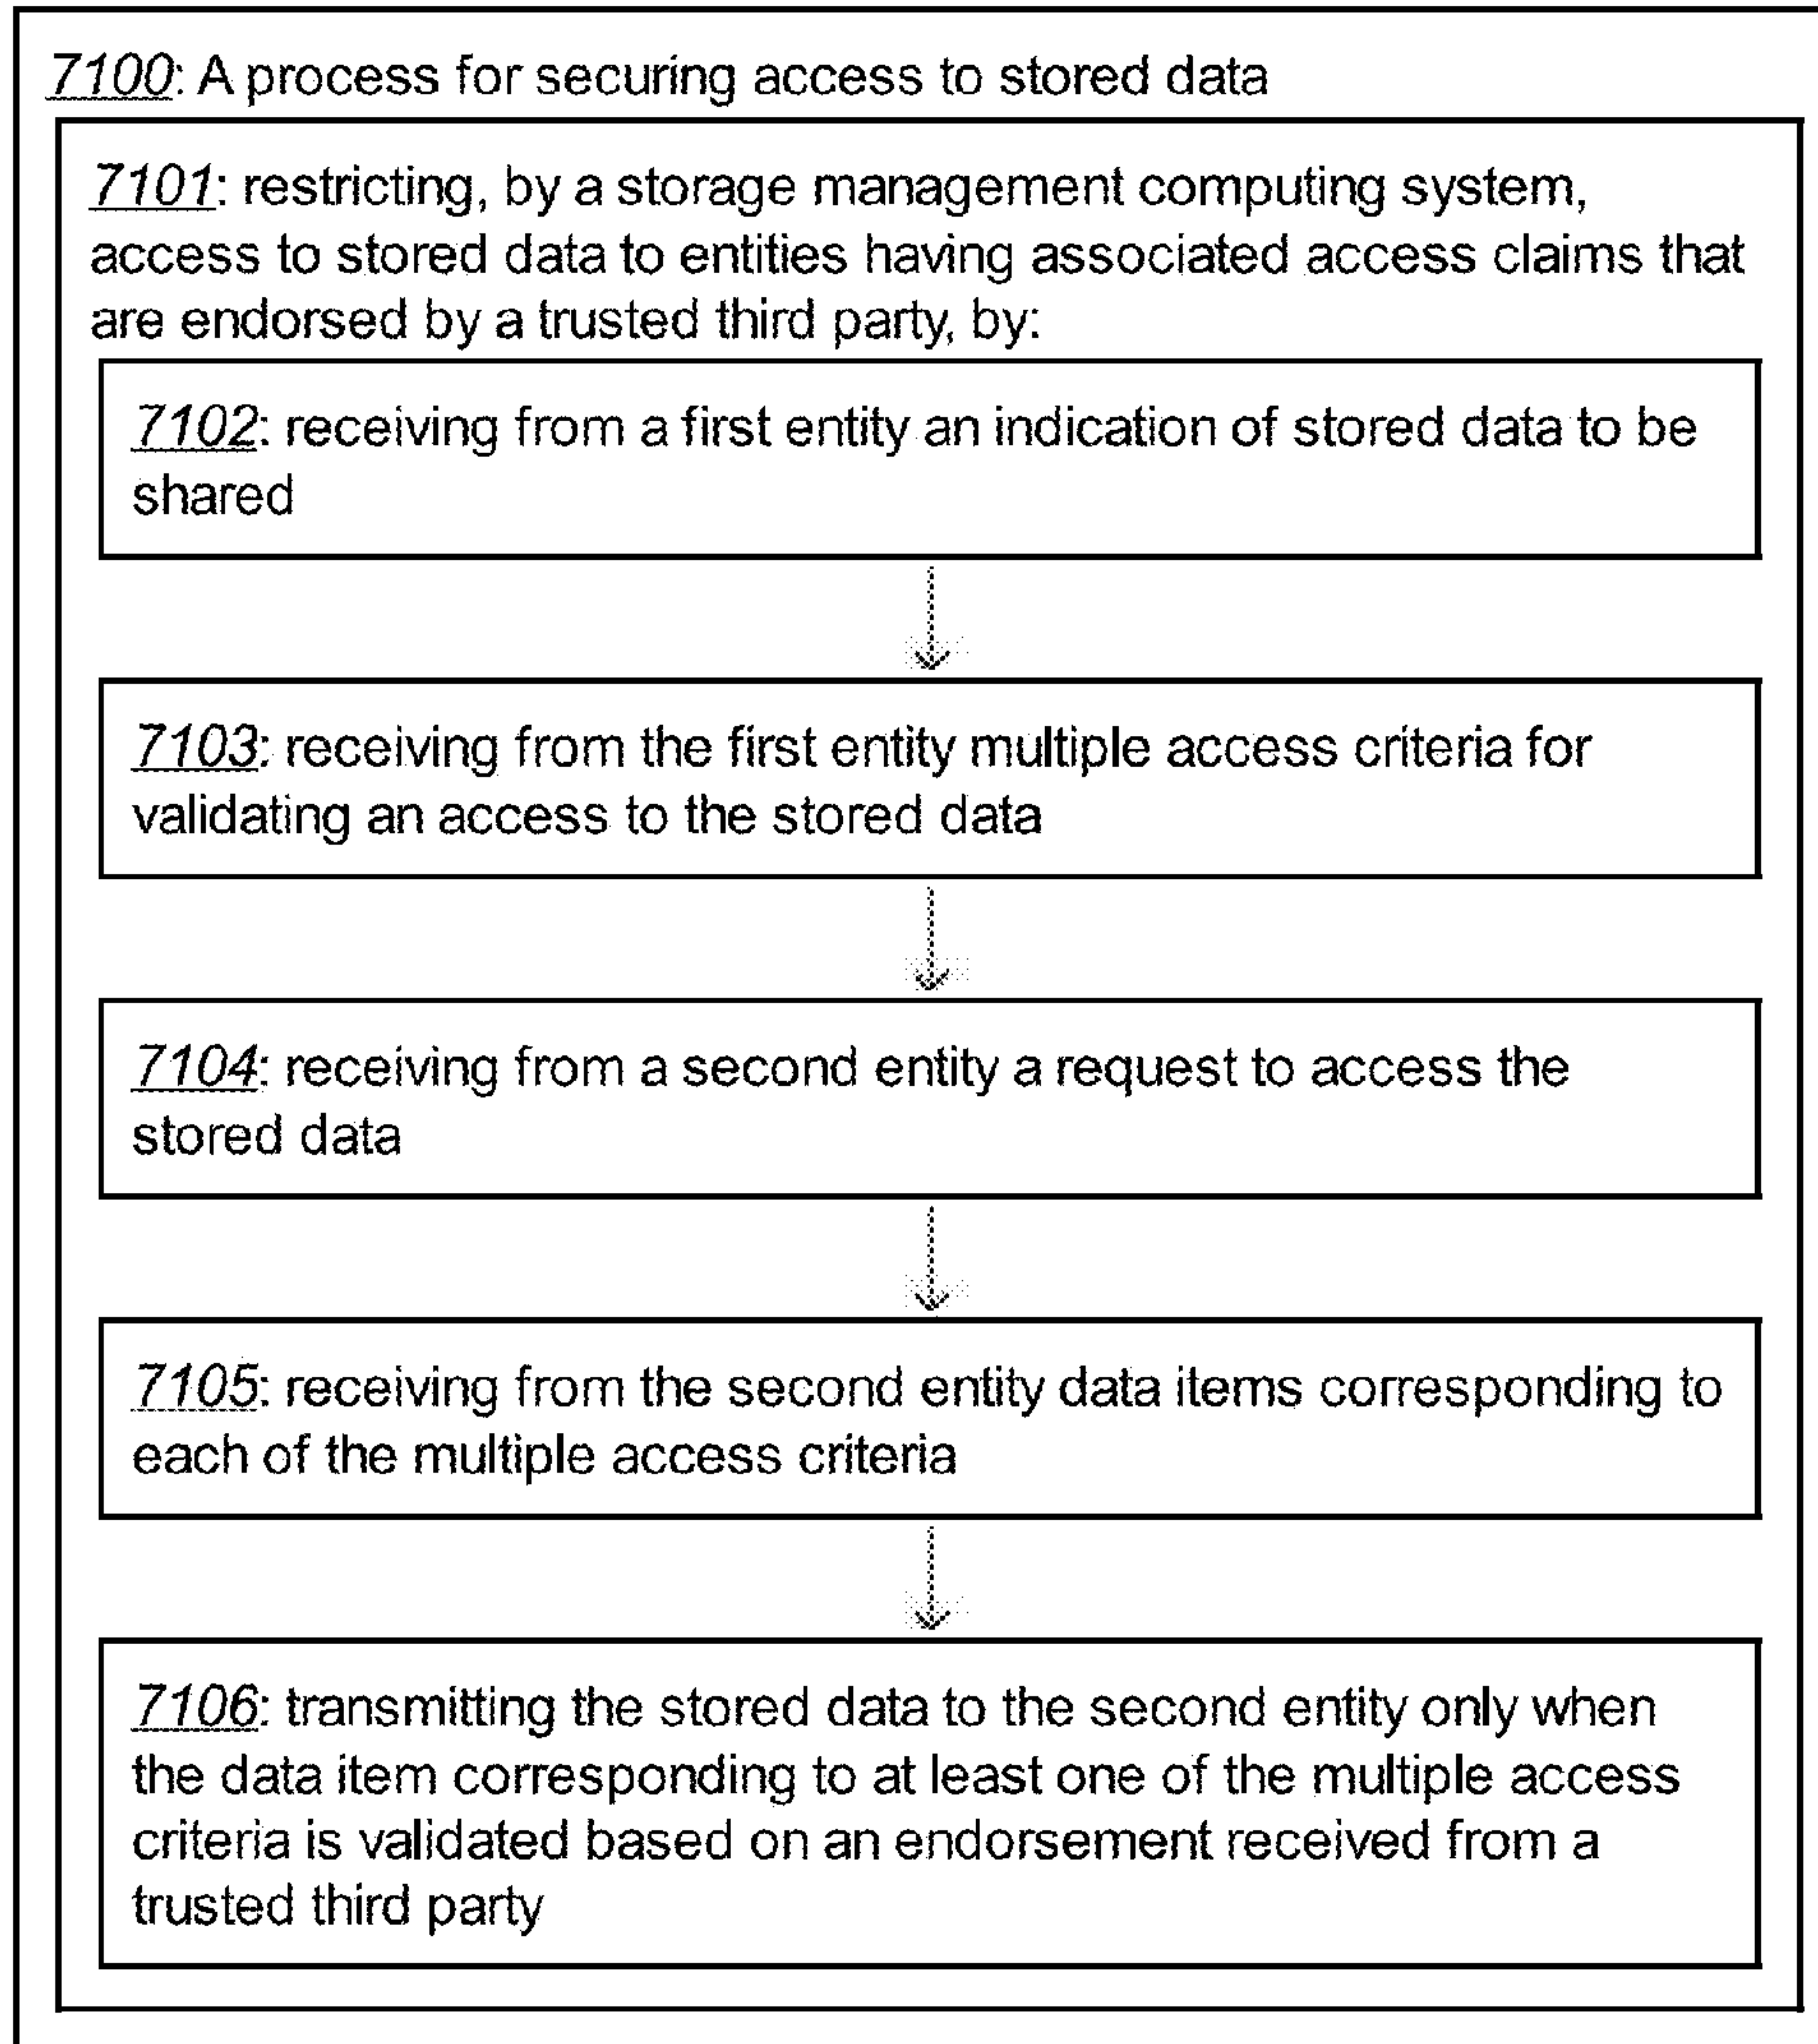 7100: A process for securing access to stored data
7101: restricting, by a storage management computing system,
access to stored data to entities having associated access claims that
are endorsed by a trusted third party, by:
7102: receiving from a first entity an indication of stored data to be
shared
7103: receiving from the first entity multiple access criteria for
validating an access to the stored data
7104: receiving from a second entity a request to access the
stored data
7105: receiving from the second entity data items corresponding to
each of the multiple access criteria
7106: transmitting the stored data to the second entity only when
the data item corresponding to at least one of the multiple access
criteria is validated based on an endorsement received from a
trusted third party